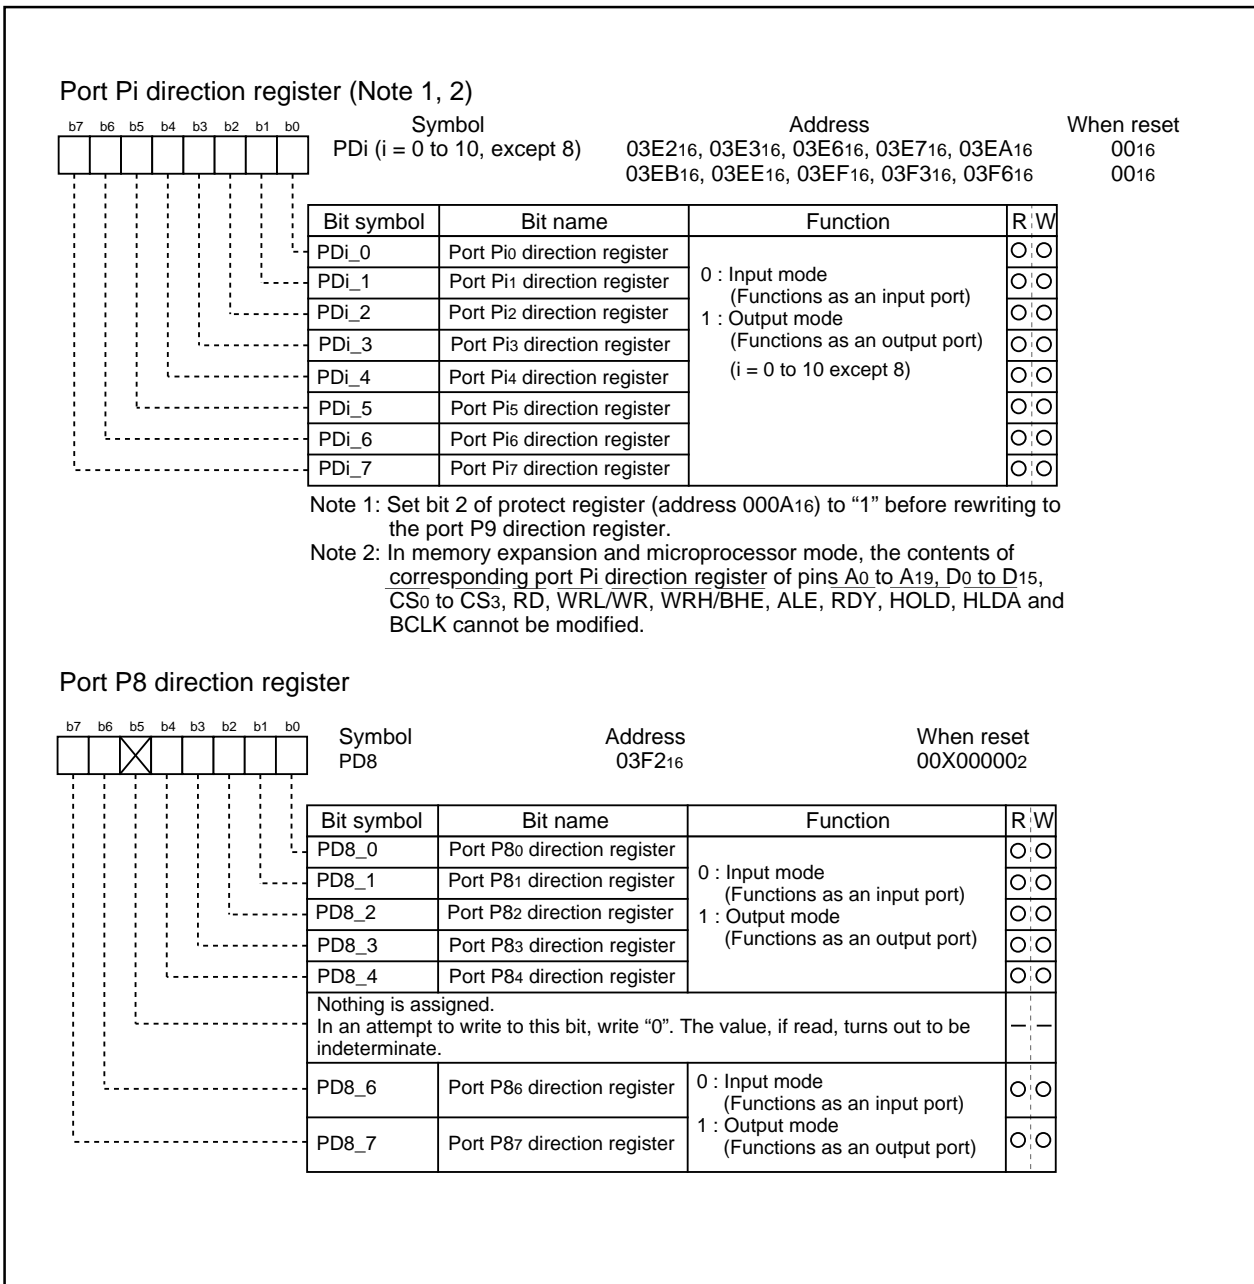 Port Pi direction register (Note 1, 2)
b7 b6 b5 b4 b3 b2 b1 b0
Symbol Address When reset
PDi (i = 0 to 10, except 8) 03E216, 03E316, 03E616, 03E716, 03EA16 0016
03EB16, 03EE16, 03EF16, 03F316, 03F616 0016
Bit symbol Bit name Function R W
PDi_0 Port Pi0 direction register
PDi_1 Port Pi1 direction register
PDi_2 Port Pi2 direction register
PDi_3 Port Pi3 direction register
PDi_4 Port Pi4 direction register
PDi_5 Port Pi5 direction register
PDi_6 Port Pi6 direction register
PDi_7 Port Pi7 direction register
0 : Input mode
(Functions as an input port)
1 : Output mode
(Functions as an output port)
(i = 0 to 10 except 8)
Note 1: Set bit 2 of protect register (address 000A16) to “1” before rewriting to
the port P9 direction register.
Note 2: In memory expansion and microprocessor mode, the contents of
corresponding port Pi direction register of pins A0 to A19, D0 to D15,
CS0 to CS3, RD, WRL/WR, WRH/BHE, ALE, RDY, HOLD, HLDA and
BCLK cannot be modified.
Port P8 direction register
b7 b6 b5 b4 b3 b2 b1 b0
Symbol Address When reset
PD8 03F216 00X000002
Bit symbol Bit name Function R W
PD8_0 Port P80 direction register
PD8_1 Port P81 direction register
PD8_2 Port P82 direction register
PD8_3 Port P83 direction register
PD8_4 Port P84 direction register
0 : Input mode
(Functions as an input port)
1 : Output mode
(Functions as an output port)
Nothing is assigned.
In an attempt to write to this bit, write “0”. The value, if read, turns out to be
indeterminate.
PD8_6 Port P86 direction register
PD8_7 Port P87 direction register
0 : Input mode
(Functions as an input port)
1 : Output mode
(Functions as an output port)